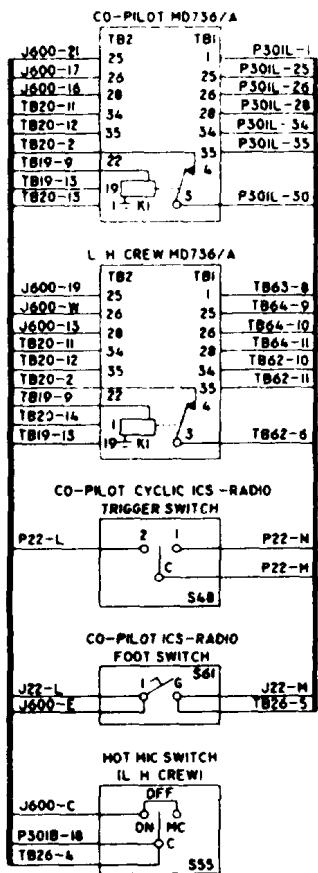 CO-PILOT MD736/A
TB2 TB1
J600-21 25 1 P301L-1
J600-17 26 25 P301L-25
J600-16 28 26 P301L-26
TB20-11 34 28 P301L-28
TB20-12 35 34 P301L-34
TB20-2 22 35 P301L-35
TB19-9 4
TB19-13 19
TB20-13 1 K1 3 P301L-30
L H CREW MD736/A
TB2 TB1
J600-19 25 1 TB63-8
J600-W 26 25 TB64-9
J600-13 28 26 TB64-10
TB20-11 34 28 TB64-11
TB20-12 35 34 TB62-10
TB20-2 22 35 TB62-11
TB19-9 4
TB20-14 1
TB19-13 19 K1 3 TB62-6
CO-PILOT CYCLIC ICS -RADIO
TRIGGER SWITCH
P22-L 2 1 P22-N
C P22-M
S48
CO-PILOT ICS-RADIO
FOOT SWITCH
S61
J22-L 1 G J22-M
J600-E TB26-5
HOT MIC SWITCH
(L H CREW)
OFF
J600-C
ON MC
P301B-18 C
TB26-4
S55